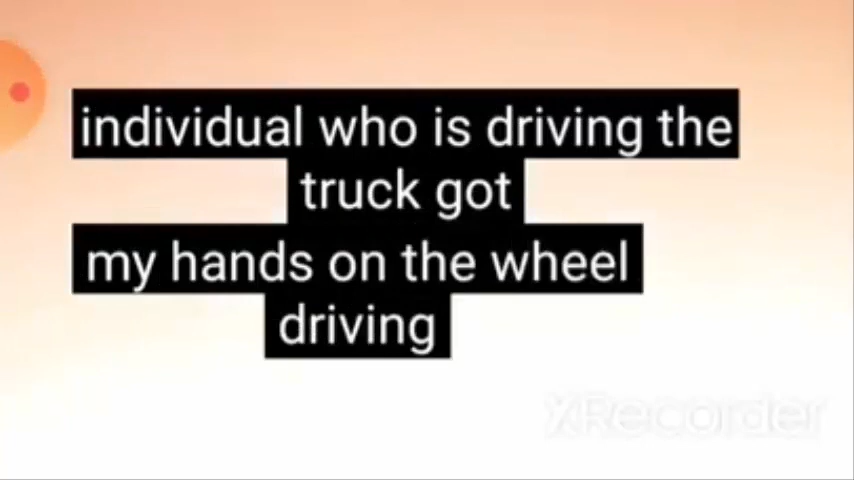 individual who is driving the
truck got
my hands on the wheel
driving
XRecorder